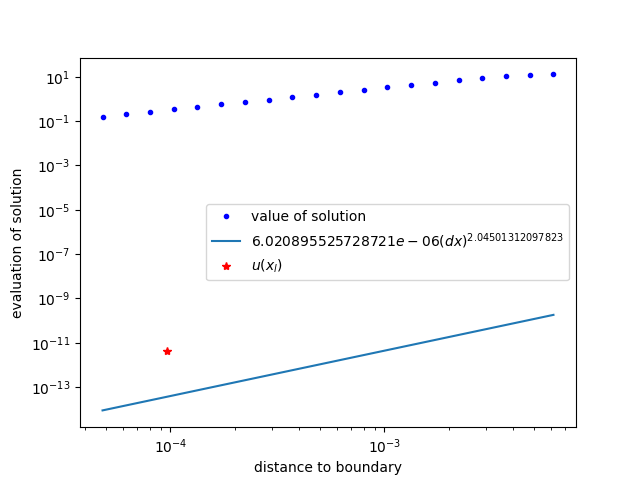 10^1
10^-1
10^-3
10^-5
10^-7
10^-9
10^-11
10^-13
evaluation of solution
value of solution
6.020895525728721e − 06(dx)^2.04501312097823
u(x_l)
10^-4
10^-3
distance to boundary